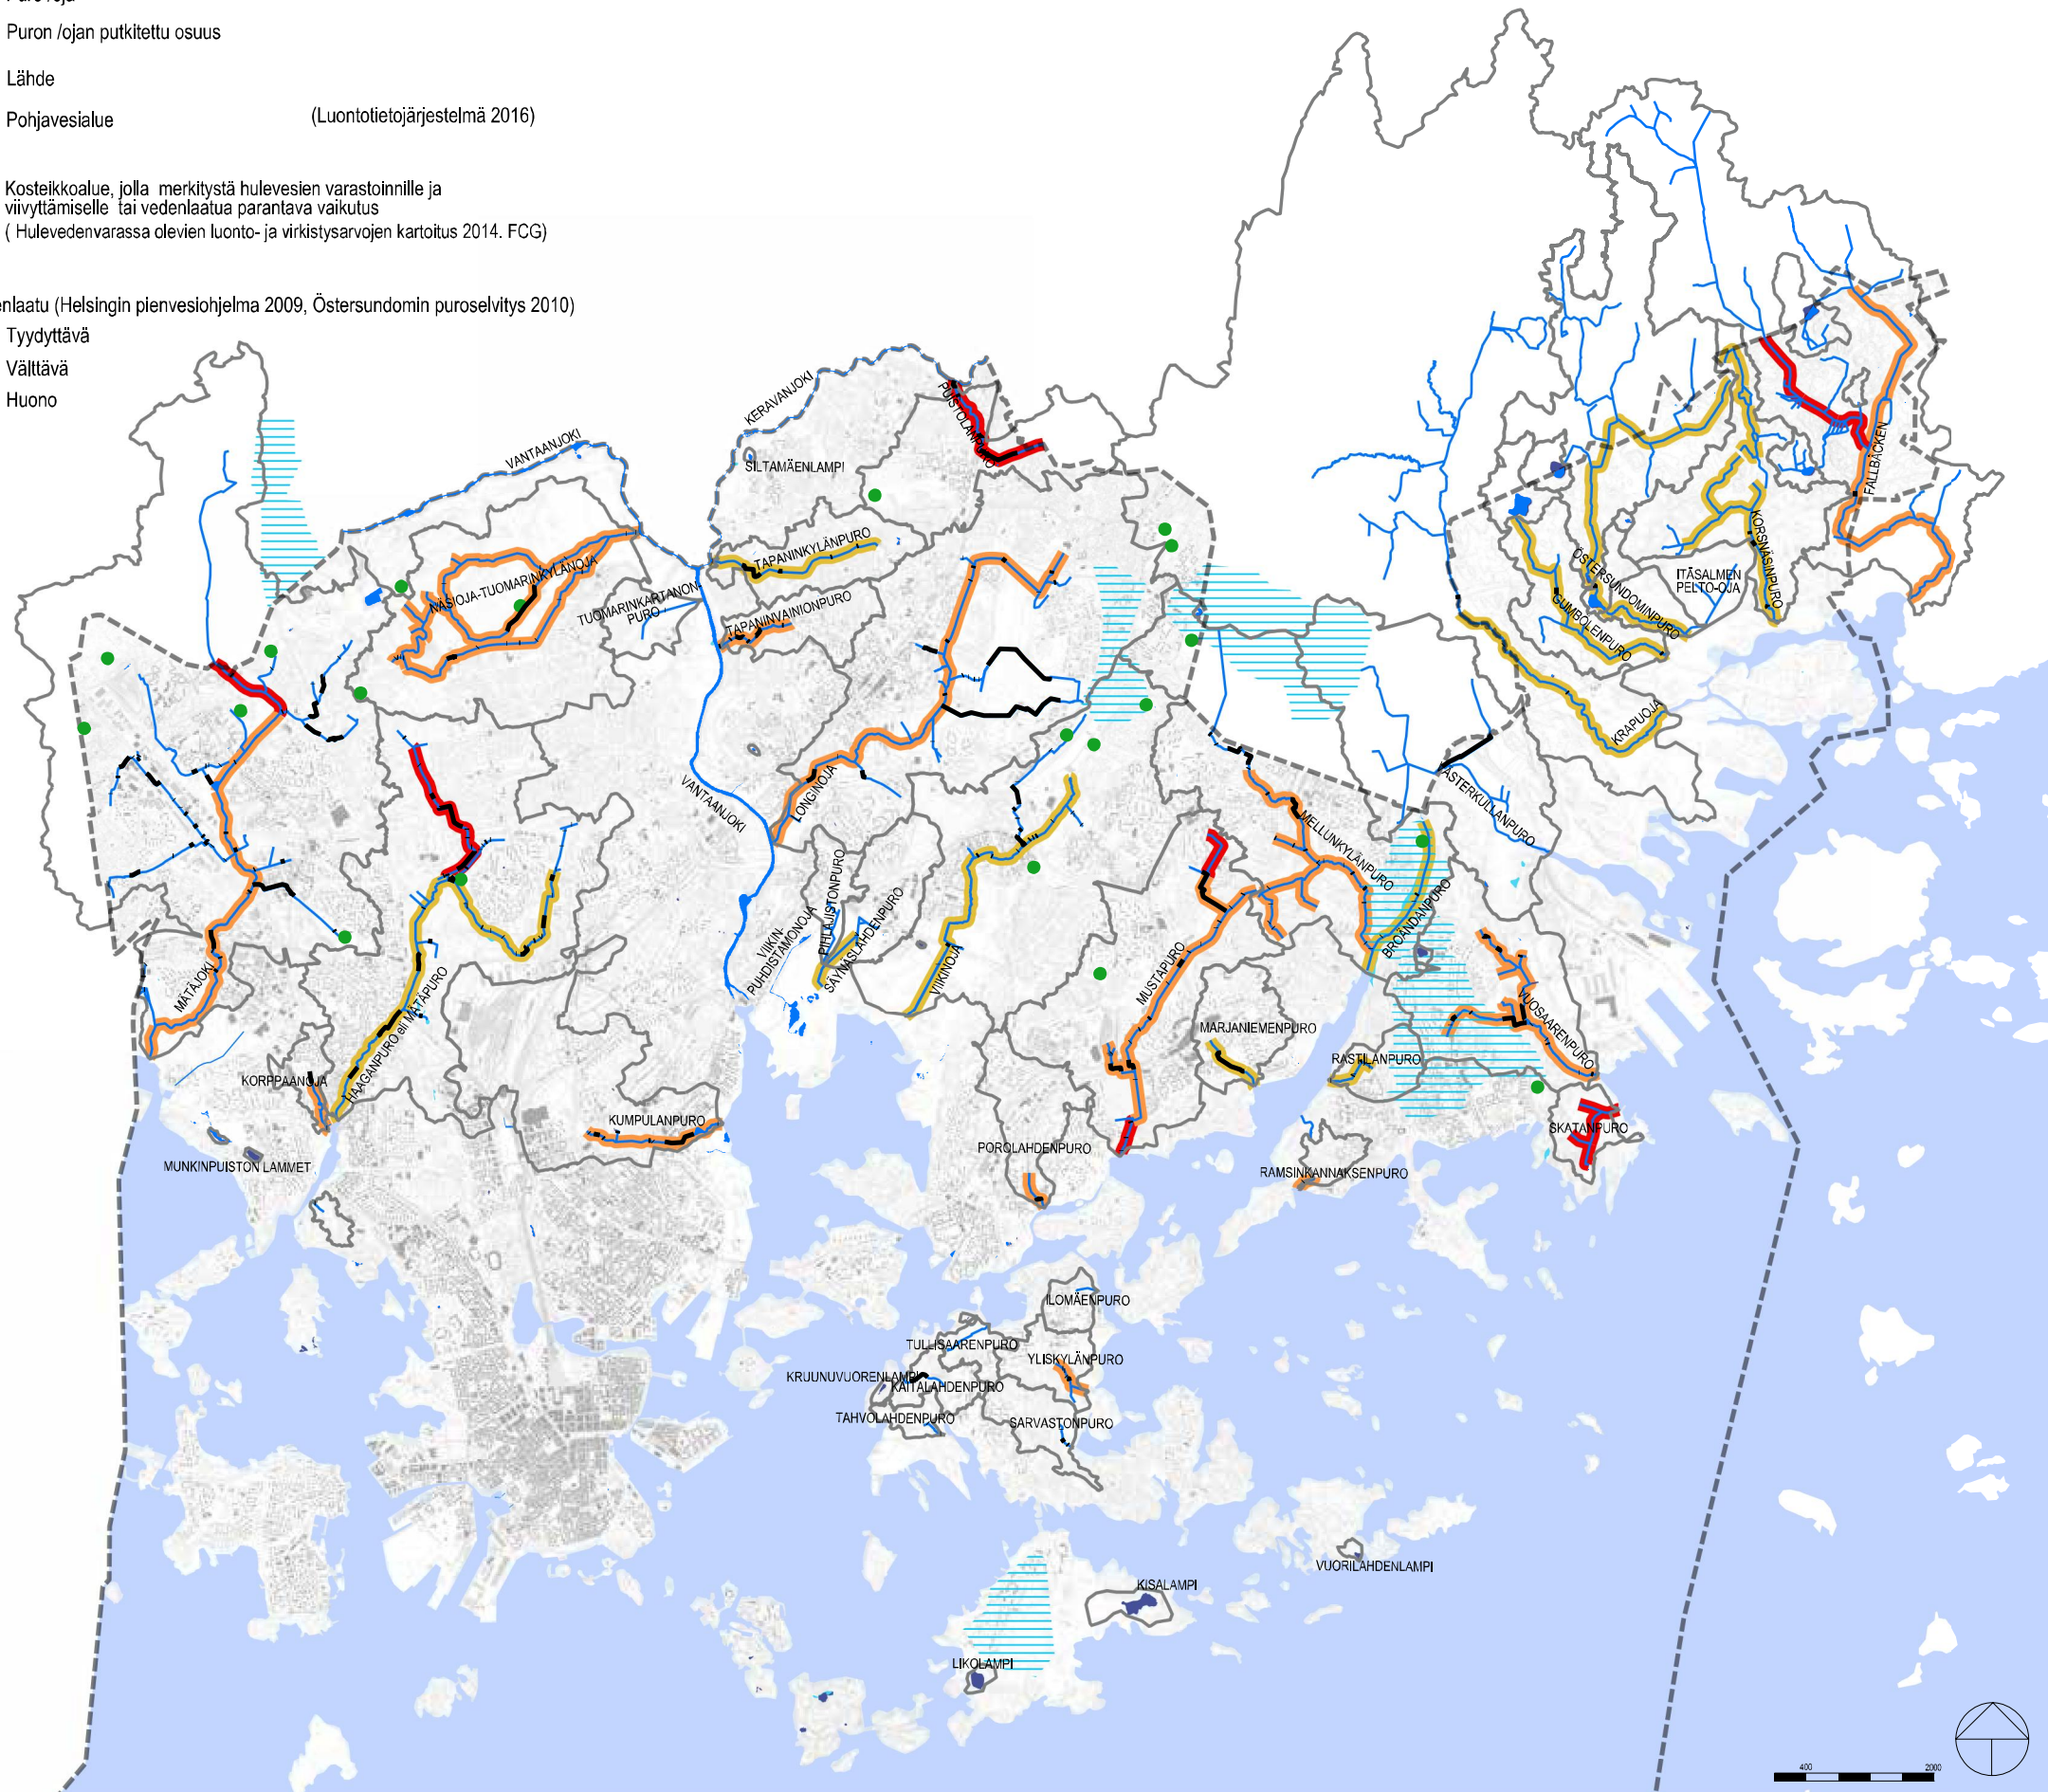 Puron /ojan putkitettu osuus
Lähde
Pohjavesialue (Luontotietojärjestelmä 2016)
Kosteikkoalue, jolla merkitystä hulevesien varastoinnille ja
viivyttämiselle tai vedenlaatua parantava vaikutus
( Hulevedenvarassa olevien luonto- ja virkistysarvojen kartoitus 2014. FCG)
enlaatu (Helsingin pienvesiohjelma 2009, Östersundomin puroselvitys 2010)
Tyydyttävä
Välttävä
Huono
KERAVANJOKI
PUISTOLANPURO
VANTAANJOKI
SILTAMÄENLAMPI
FALLBÄCKEN
TAPANINKYLÄNPURO
NÄSIOJA-TUOMARINKYLÄNOJA
TUOMARINKARTANON
PURO
TAPANINVAINIONPURO
KORSNÄSINPURO
ÖSTERSUNDOMINPURO
ITÄSALMEN
PELTO-OJA
GUMBÖLENPURO
KRAPUOJA
VANTAANJOKI
LONGINOJA
VÄSTERKULLANPURO
MELLUNKYLÄNPURO
PIHLAJISTONPURO
VIIKIN-
PUHDISTAMONOJA
SÄYNÄSLAHDENPURO
VIIKINOJA
BROÄNDANPURO
MUSTAPURO
MÄTÄJOKI
HAAGANPURO eli MÄTÄPURO
VUOSAARENPURO
MARJANIEMENPURO
RASTILANPURO
KORPPAANOJA
KUMPULANPURO
SKATANPURO
POROLAHDENPURO
MUNKINPUISTON LAMMET
RAMSINKANNAKSENPURO
ILOMÄENPURO
TULLISAARENPURO
YLISKYLÄNPURO
KRUUNUVUORENLAMPI
KAITALAHDENPURO
TAHVOLAHDENPURO
SARVASTONPURO
VUORILAHDENLAMPI
KISALAMPI
LIKOLAMPI
400 2000